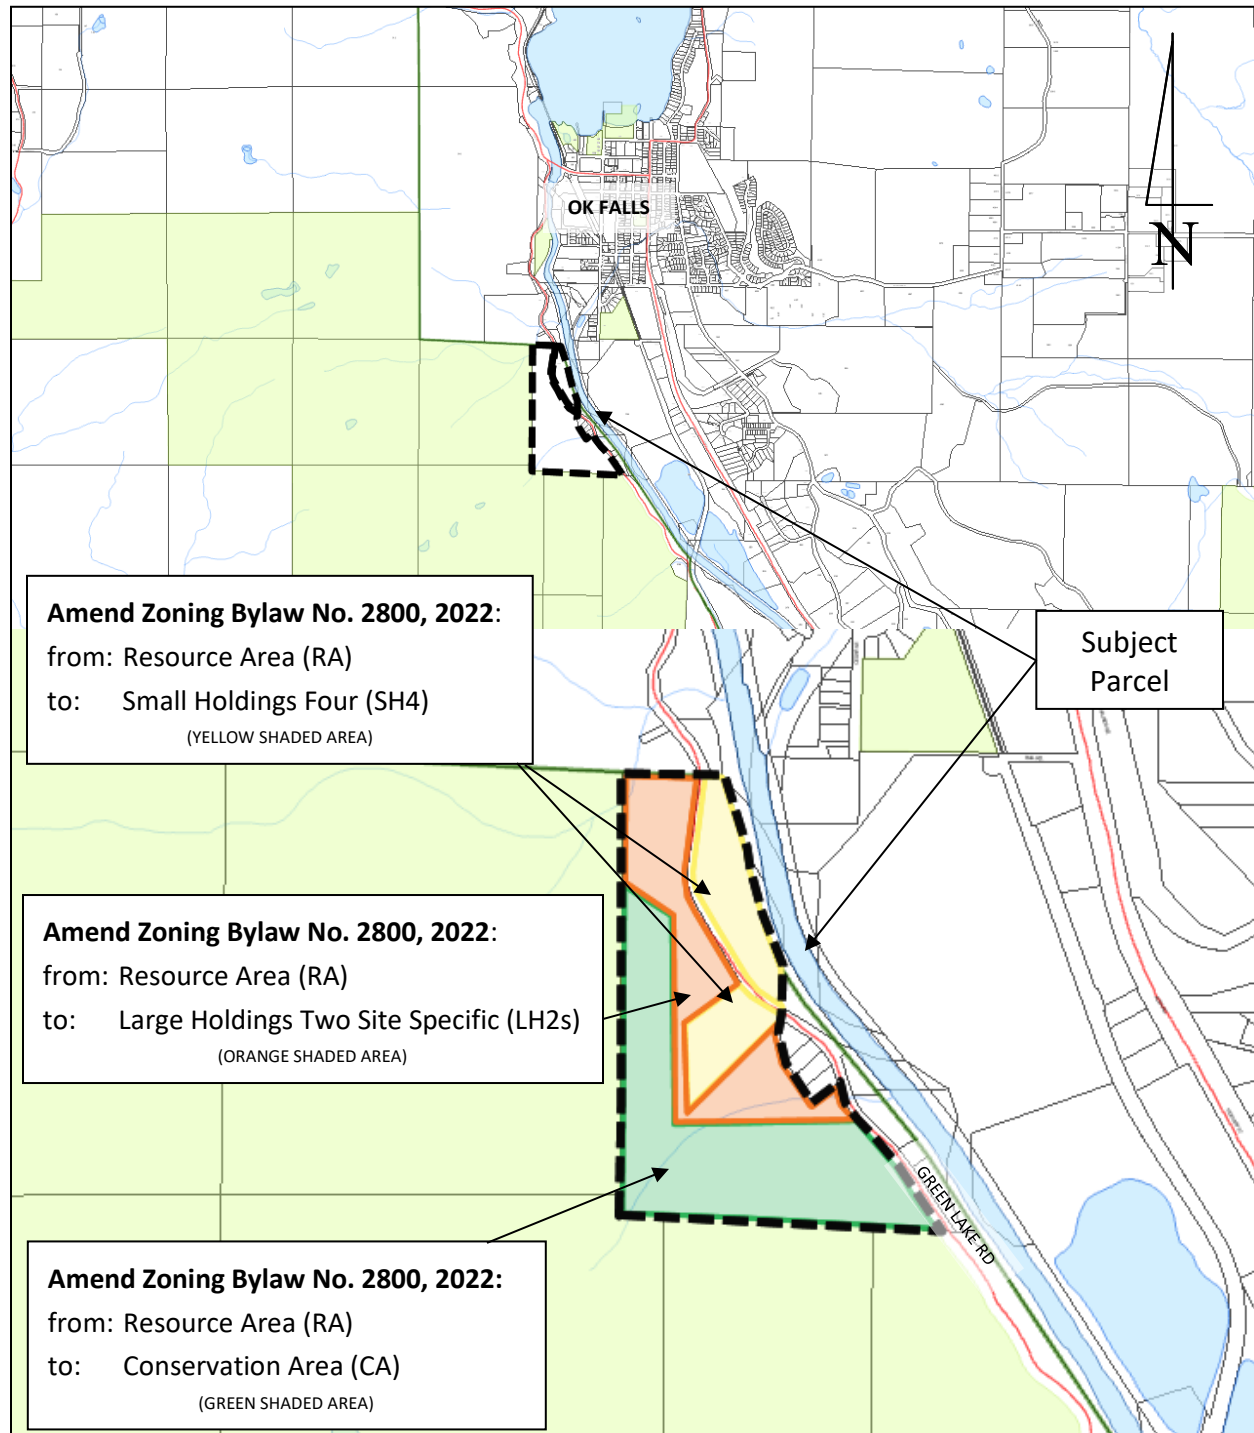 OK FALLS
N
Amend Zoning Bylaw No. 2800, 2022:
from: Resource Area (RA)
to: Small Holdings Four (SH4)
(YELLOW SHADED AREA)
Subject
Parcel
Amend Zoning Bylaw No. 2800, 2022:
from: Resource Area (RA)
to: Large Holdings Two Site Specific (LH2s)
(ORANGE SHADED AREA)
GREEN LAKE RD
Amend Zoning Bylaw No. 2800, 2022:
from: Resource Area (RA)
to: Conservation Area (CA)
(GREEN SHADED AREA)